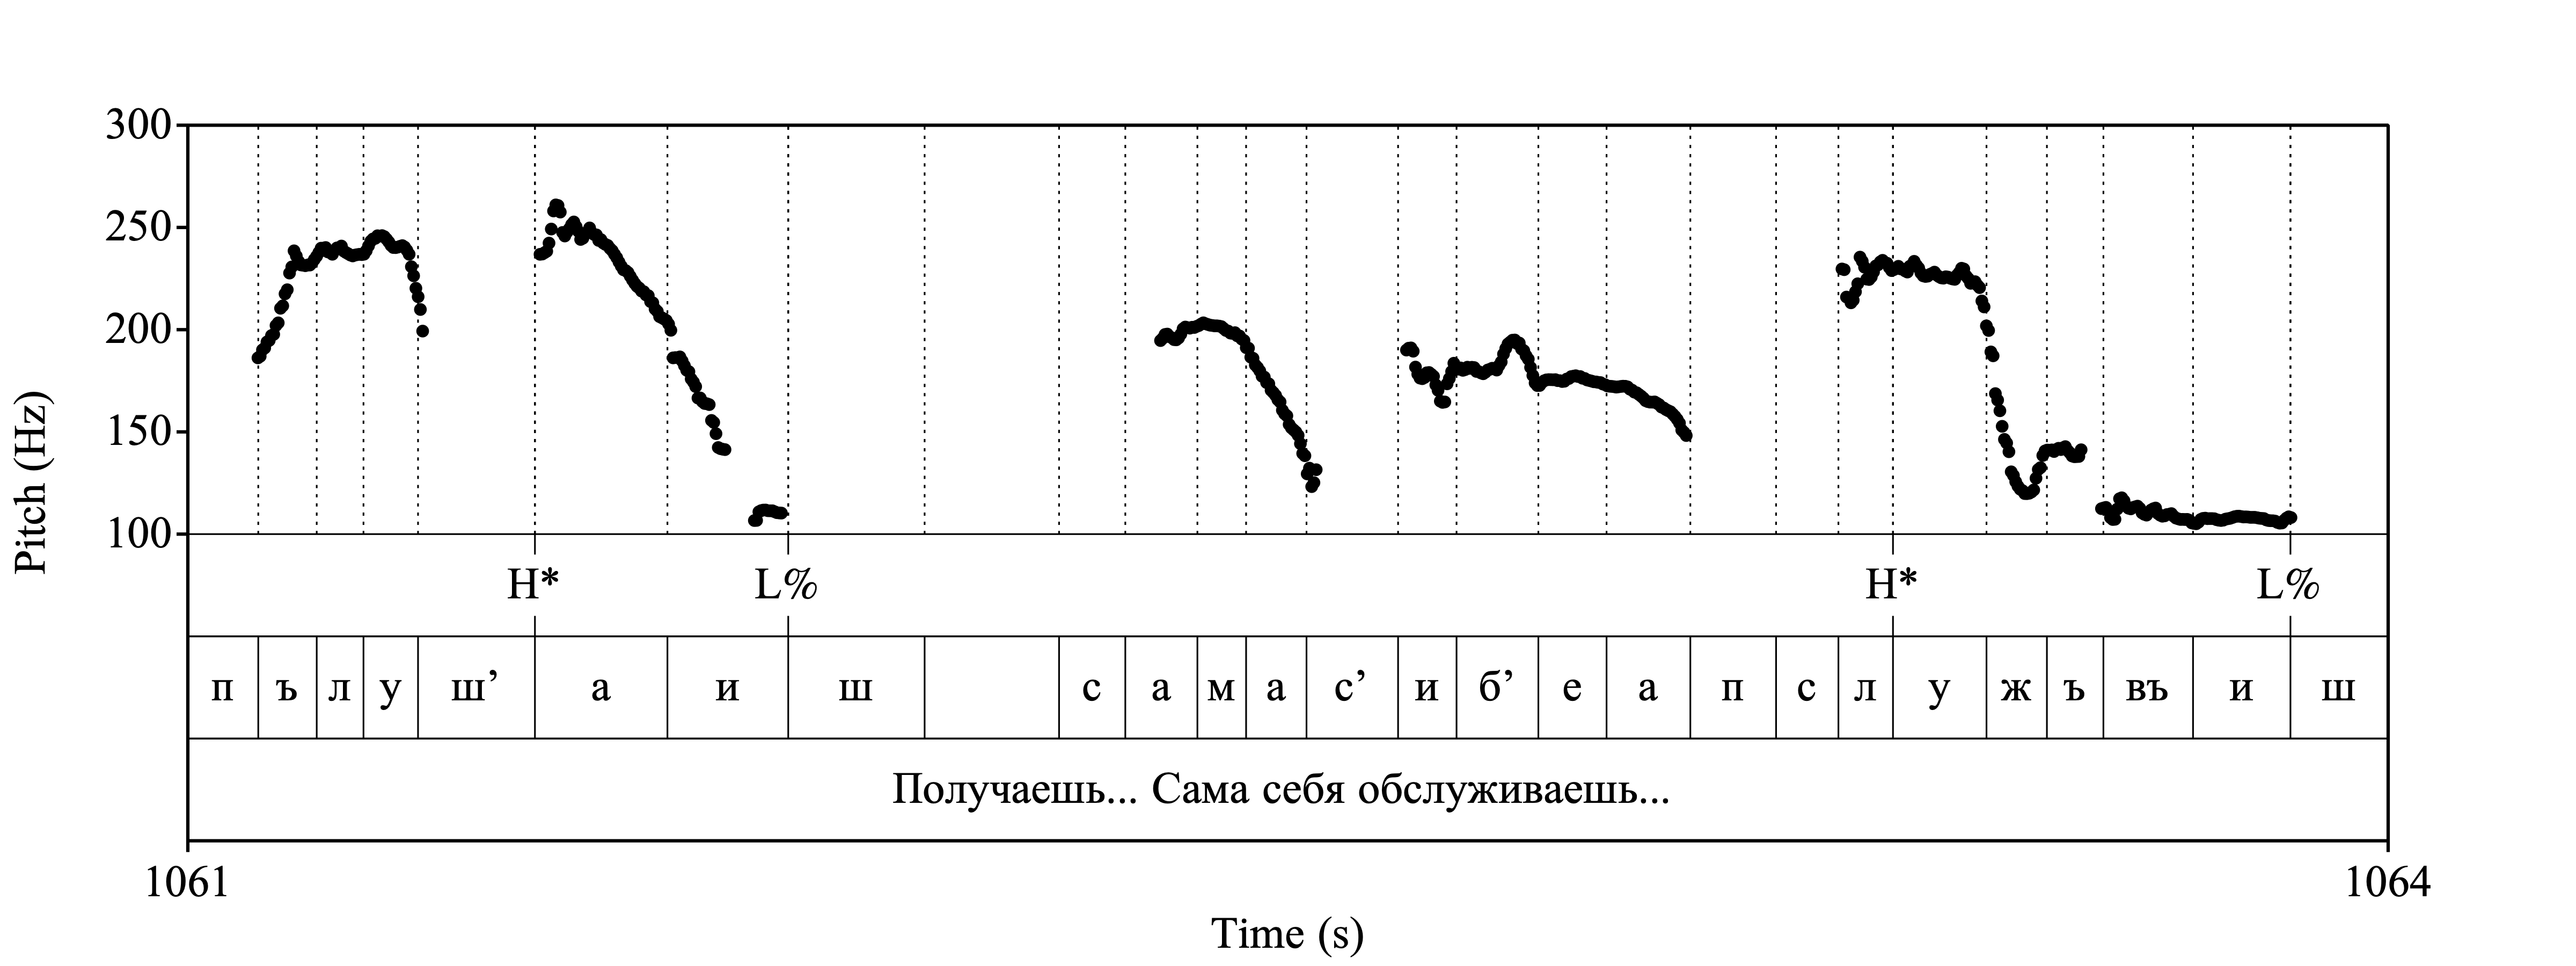 300
250
200
150
100
Pitch (Hz)
H* L% H* L%
п ъ л у ш’ а и ш с а м а с’ и б’ е а п с л у ж ъ въ и ш
Получаешь... Сама себя обслуживаешь...
1061 1064
Time (s)